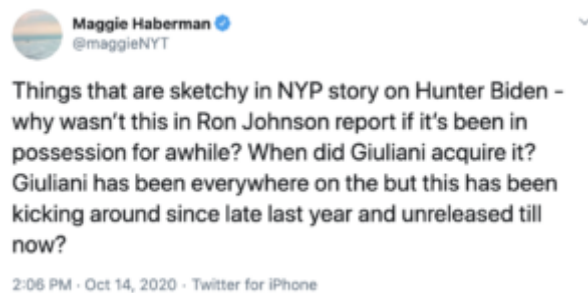 Maggie Haberman
@maggieNYT
Things that are sketchy in NYP story on Hunter Biden -
why wasn't this in Ron Johnson report if it's been in
possession for awhile? When did Giuliani acquire it?
Giuliani has been everywhere on the but this has been
kicking around since late last year and unreleased till
now?
2:06 PM · Oct 14, 2020 · Twitter for iPhone